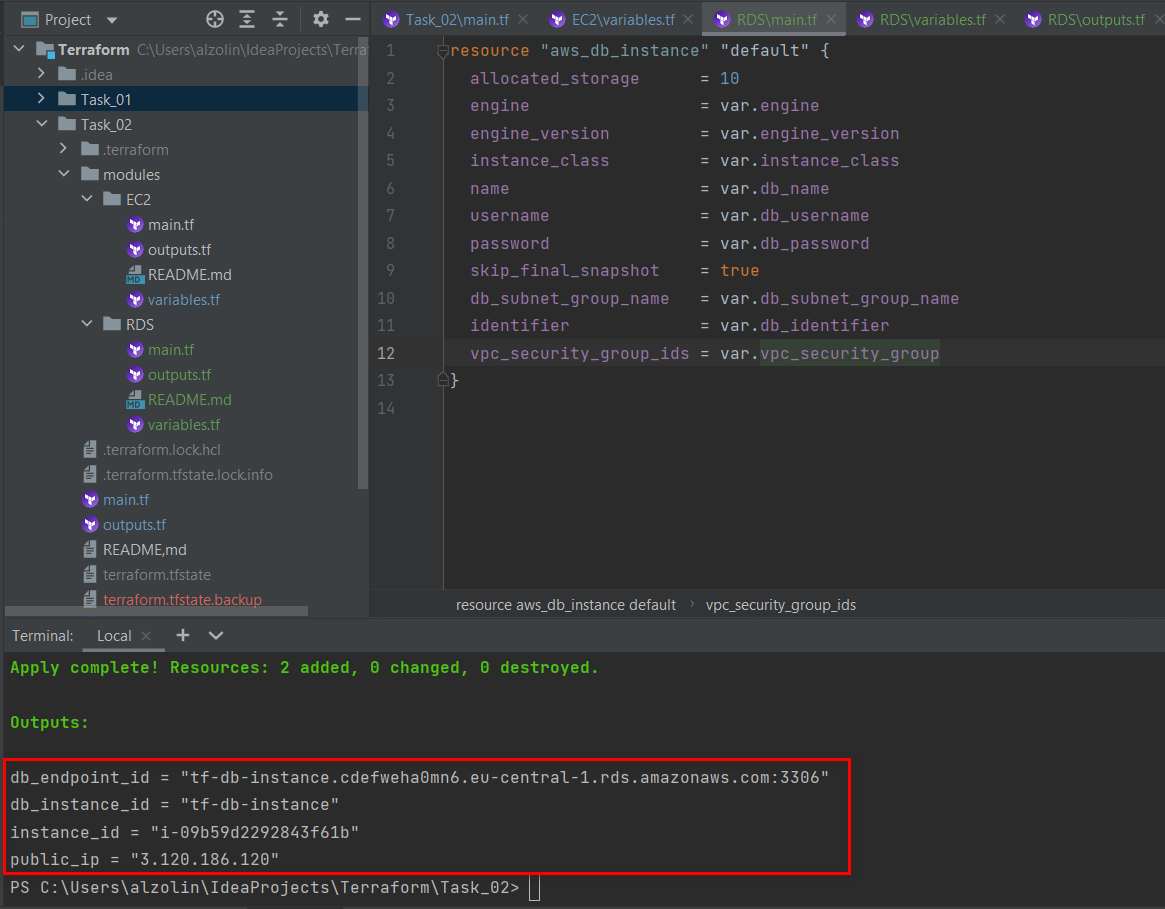 Project
Terraform C:\Users\alzolin\IdeaProjects\Terra
.idea
Task_01
Task_02
.terraform
modules
EC2
main.tf
outputs.tf
README.md
variables.tf
RDS
main.tf
outputs.tf
README.md
variables.tf
.terraform.lock.hcl
.terraform.tfstate.lock.info
main.tf
outputs.tf
README,md
terraform.tfstate
terraform.tfstate.backup
Task_02\main.tf EC2\variables.tf RDS\main.tf RDS\variables.tf RDS\outputs.tf
1 resource "aws_db_instance" "default" {
2 allocated_storage = 10
3 engine = var.engine
4 engine_version = var.engine_version
5 instance_class = var.instance_class
6 name = var.db_name
7 username = var.db_username
8 password = var.db_password
9 skip_final_snapshot = true
10 db_subnet_group_name = var.db_subnet_group_name
11 identifier = var.db_identifier
12 vpc_security_group_ids = var.vpc_security_group
13 }
14
resource aws_db_instance default › vpc_security_group_ids
Terminal: Local
Apply complete! Resources: 2 added, 0 changed, 0 destroyed.
Outputs:
db_endpoint_id = "tf-db-instance.cdefweha0mn6.eu-central-1.rds.amazonaws.com:3306"
db_instance_id = "tf-db-instance"
instance_id = "i-09b59d2292843f61b"
public_ip = "3.120.186.120"
PS C:\Users\alzolin\IdeaProjects\Terraform\Task_02>